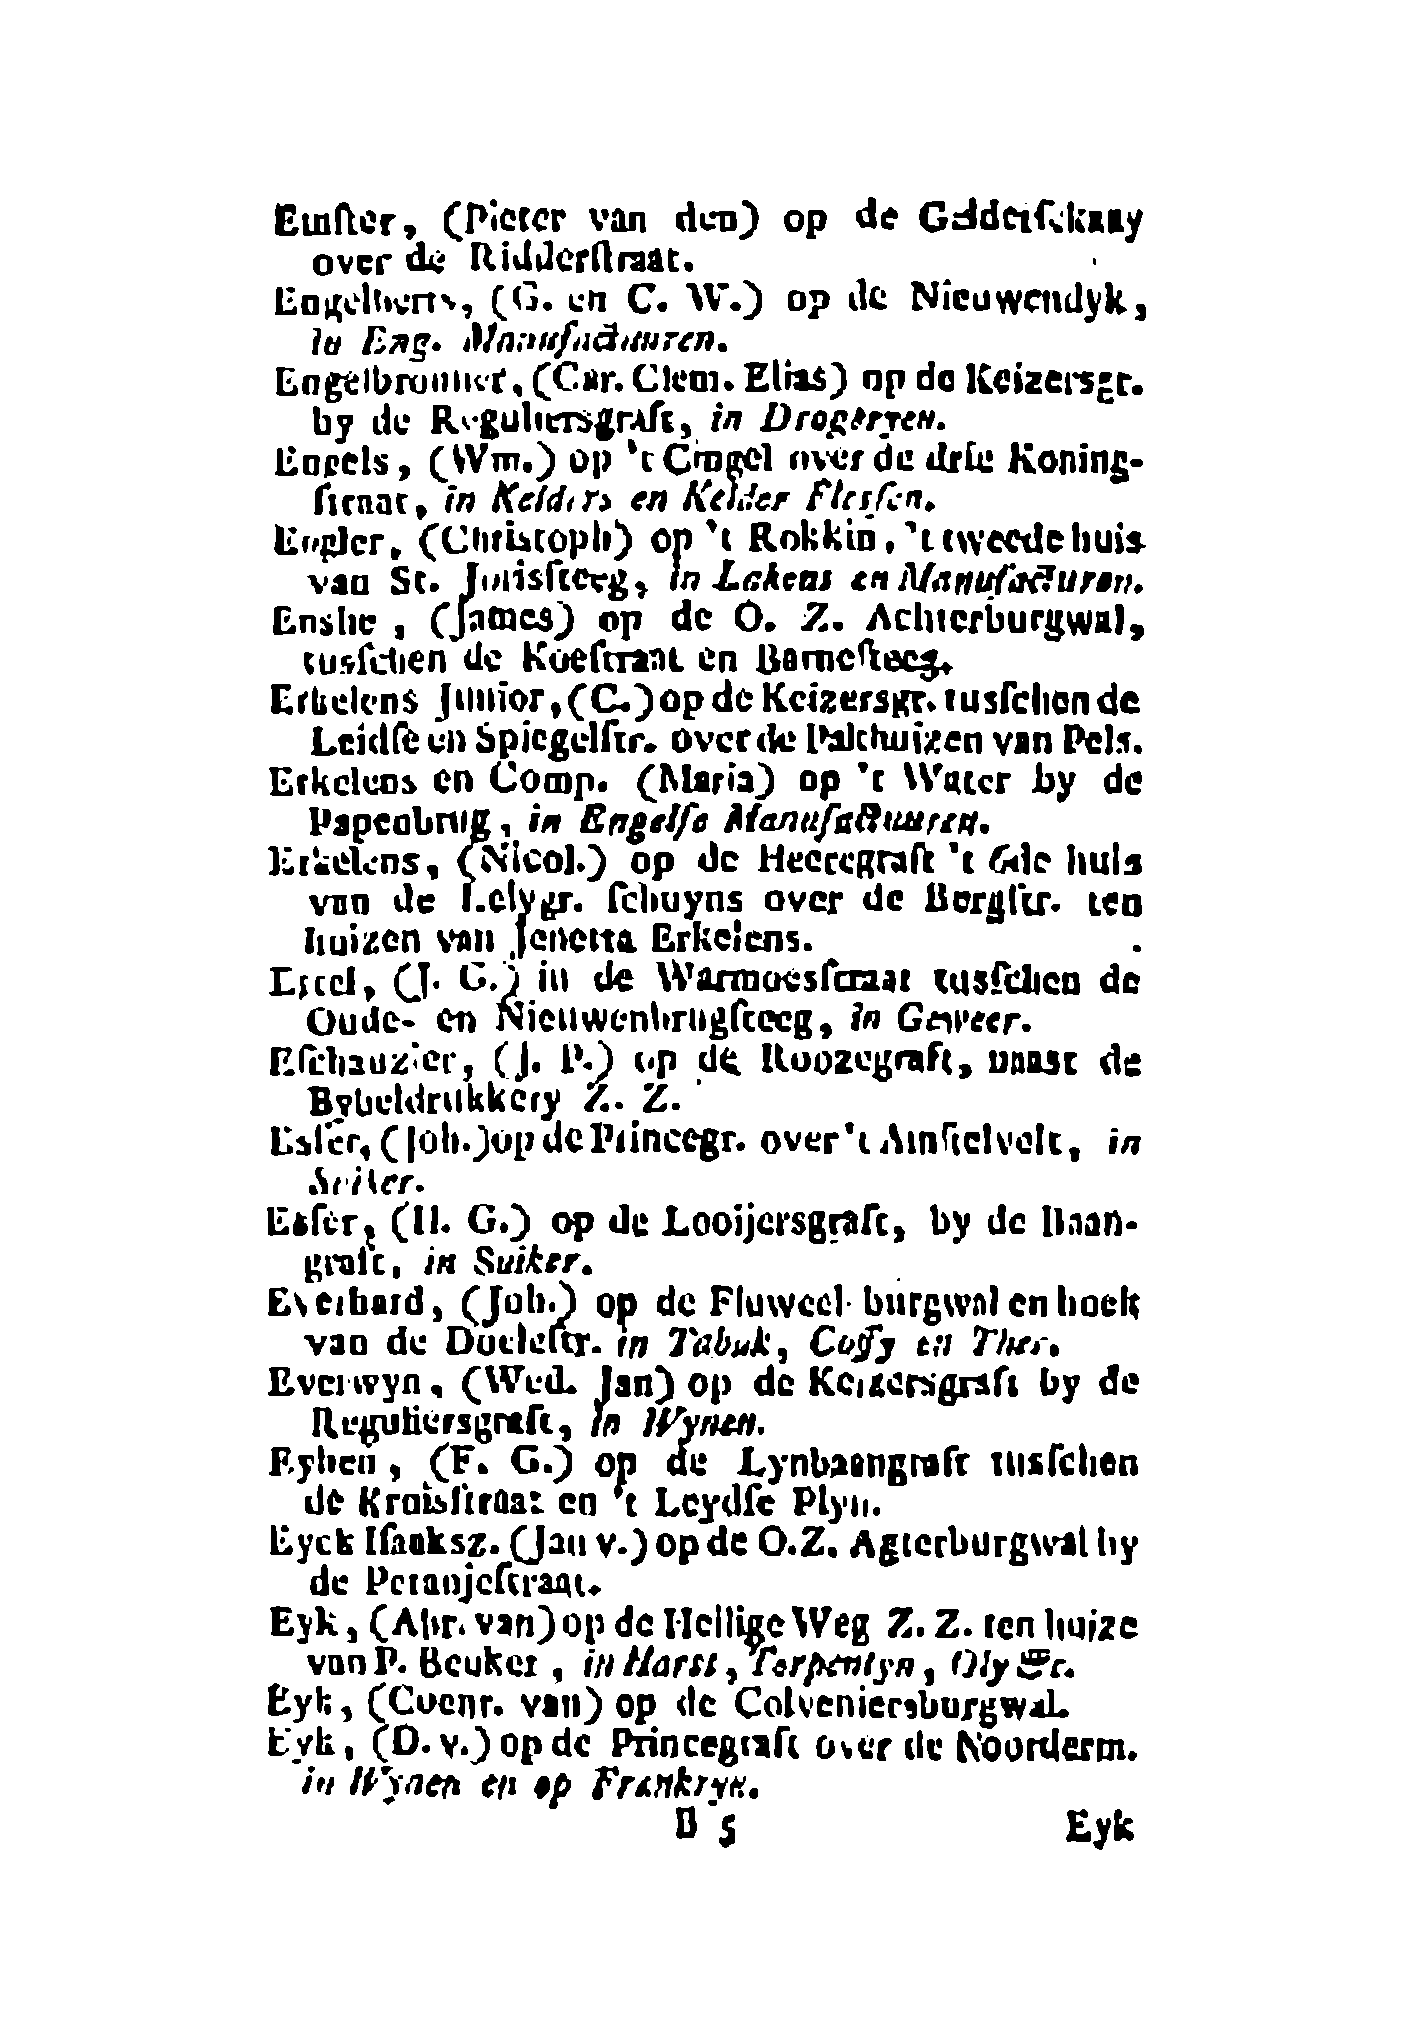 Emſter, (Pieter van den) op de Gelderſekaay
over de Ridderſtraat.
Engelberts, (G. en C. W.) op de Nieuwendyk,
in Eng. Manufactuuren.
Engelbronner, (Car. Clem. Elias) op de Keizersgr.
by de Reguliersgraft, in Drogeryen.
Engels, (Wm.) op 't Cingel over de drie Koning-
ſtraat, in Kelders en Kelder Flesſen.
Engler, (Christoph) op 't Rokkin, 't tweede huis
van St. Jorisſteeg, in Lakens en Manufacturen.
Enslie, (James) op de O. Z. Achterburgwal,
tusſchen de Koeſtraat en Barneſteeg.
Erkelens Junior, (C.) op de Keizersgr. tusſchen de
Leidſe en Spiegelſtr. over de Pakhuizen van Pels.
Erkelens en Comp. (Maria) op 't Water by de
Papenbrug, in Engelſe Manufactuuren.
Erkelens, (Nicol.) op de Heeregraft 't 6de huis
van de Lelygr. ſchuyns over de Bergſtr. ten
huizen van Jenetta Erkelens.
(J. G.) in de Warmoesſtraat tusſchen de
Oude- en Nieuwenbrugſteeg, in Geweer.
Eſchauzier, (J. P.) op de Roozegraft, naast de
Bybeldrukkery Z. Z.
Esſer, (Joh.) op de Princegr. over 't Amſtelvelt, in
Suiker.
Esſer, (H. G.) op de Looijersgraft, by de Baan-
graft, in Suiker.
Everhard, (Joh.) op de Fluweel-burgwal en hoek
van de Doeleſtr. in Tabak, Coffy en Thee.
Everwyn, (Wed. Jan) op de Keizersgraft by de
Reguliersgraft, in Wynen.
Eyben, (F. G.) op de Lynbaangraft tusſchen
de Kruisſtraat en 't Leydſe Plyn.
Eyck Iſaaksz. (Jan v.) op de O.Z. Agterburgwal by
de Peranjeſtraat.
Eyk, (Abr. van) op de Heilige Weg Z. Z. ten huize
van P. Beuker, in Harst, Terpentyn, Oly &c.
Eyk, (Coenr. van) op de Colveniersburgwal.
Eyk, (D. v.) op de Princegraft over de Noorderm.
in Wynen en op Frankryk.
B 5 Eyk